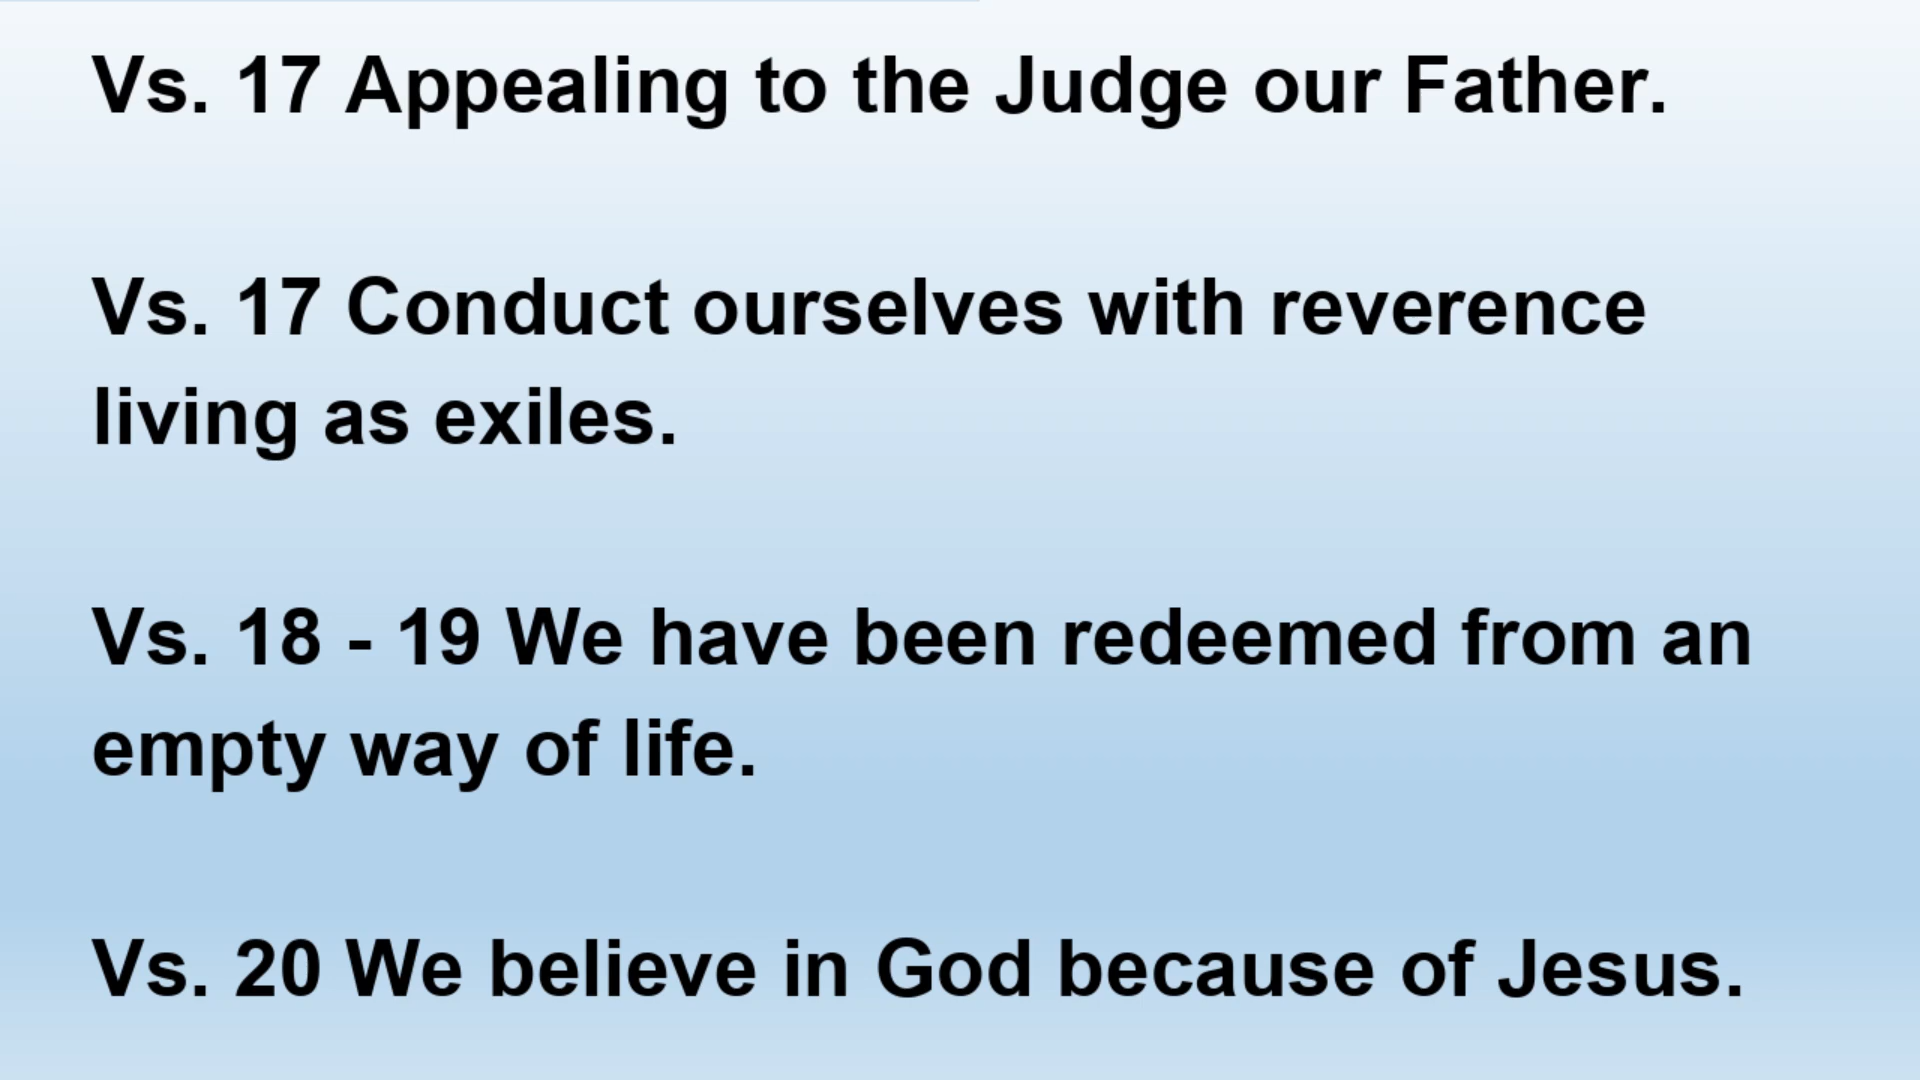 Vs. 17 Appealing to the Judge our Father.
Vs. 17 Conduct ourselves with reverence
living as exiles.
Vs. 18 - 19 We have been redeemed from an
empty way of life.
Vs. 20 We believe in God because of Jesus.